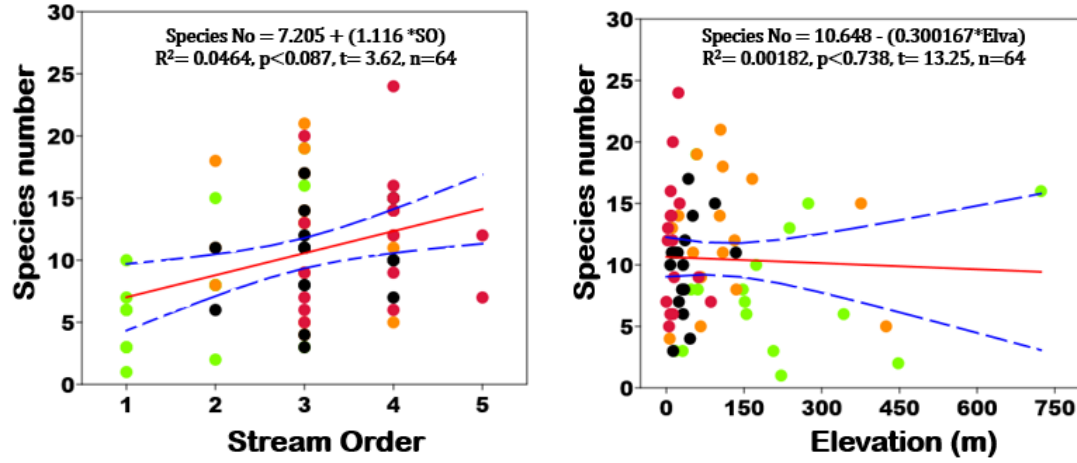 Species No = 7.205 + (1.116 *SO)
R²= 0.0464, p<0.087, t= 3.62, n=64
Species number
30
25
20
15
10
5
0
1 2 3 4 5
Stream Order
Species No = 10.648 - (0.300167*Elva)
R²= 0.00182, p<0.738, t= 13.25, n=64
Species number
30
25
20
15
10
5
0
0 150 300 450 600 750
Elevation (m)